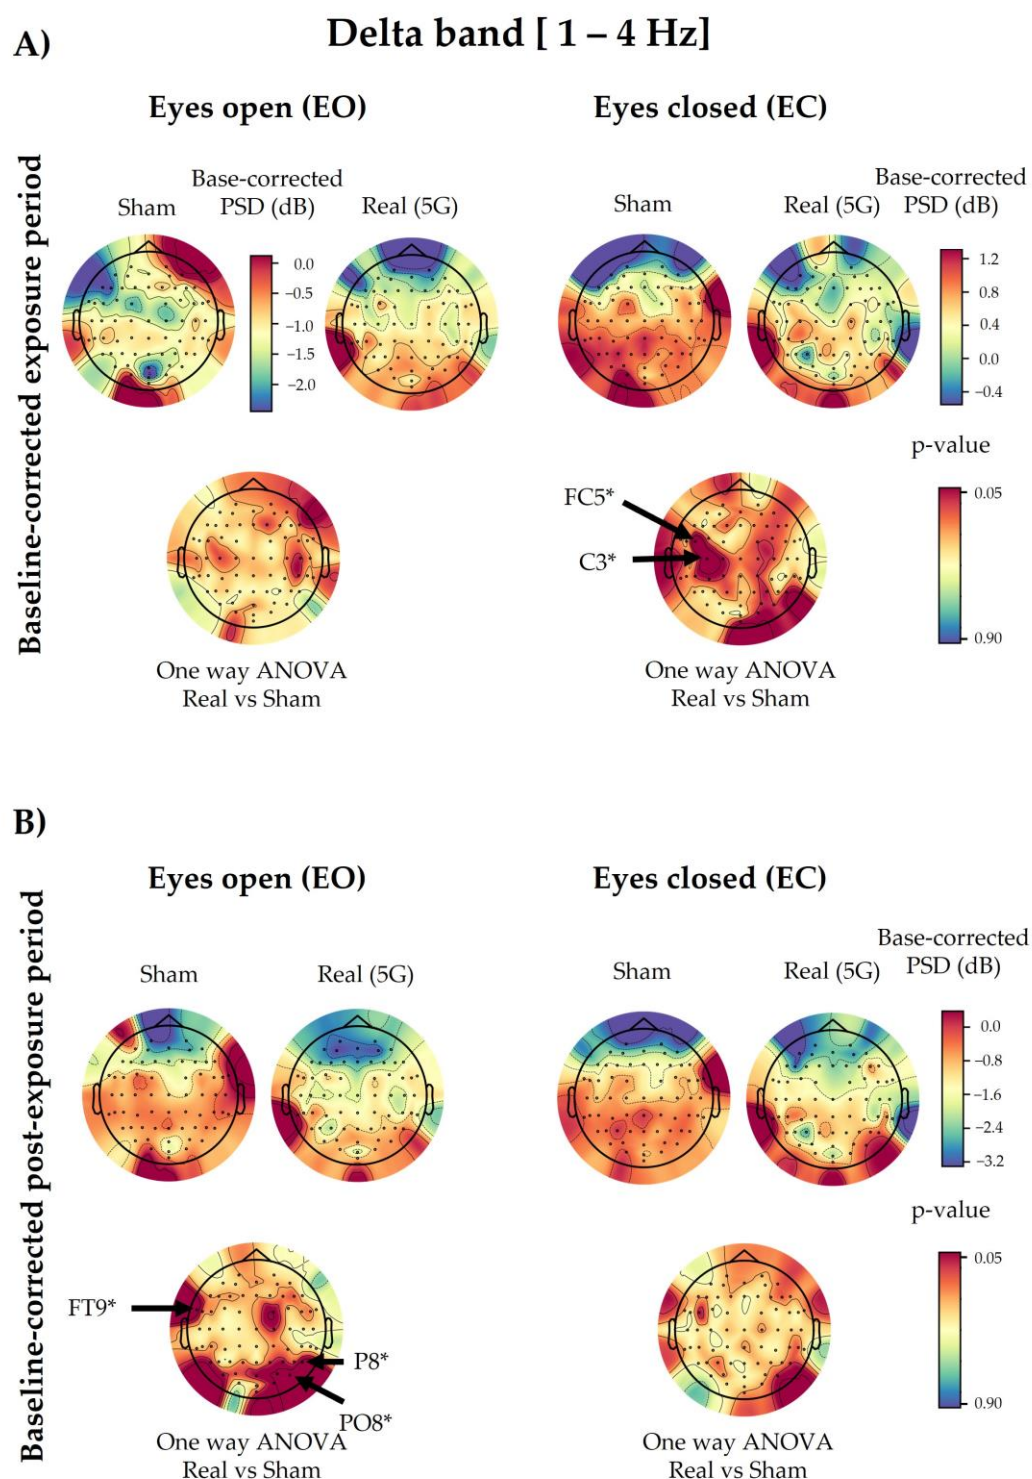 A)
Delta band [ 1 – 4 Hz]
Eyes open (EO)
Eyes closed (EC)
Baseline-corrected exposure period
Sham
Base-corrected
PSD (dB)
Real (5G)
0.0
−0.5
−1.0
−1.5
−2.0
Sham
Real (5G)
Base-corrected
PSD (dB)
1.2
0.8
0.4
0.0
−0.4
One way ANOVA
Real vs Sham
FC5*
C3*
One way ANOVA
Real vs Sham
p-value
0.05
0.90
B)
Eyes open (EO)
Eyes closed (EC)
Baseline-corrected post-exposure period
Sham
Real (5G)
Sham
Real (5G)
Base-corrected
PSD (dB)
0.0
−0.8
−1.6
−2.4
−3.2
FT9*
P8*
PO8*
One way ANOVA
Real vs Sham
One way ANOVA
Real vs Sham
p-value
0.05
0.90